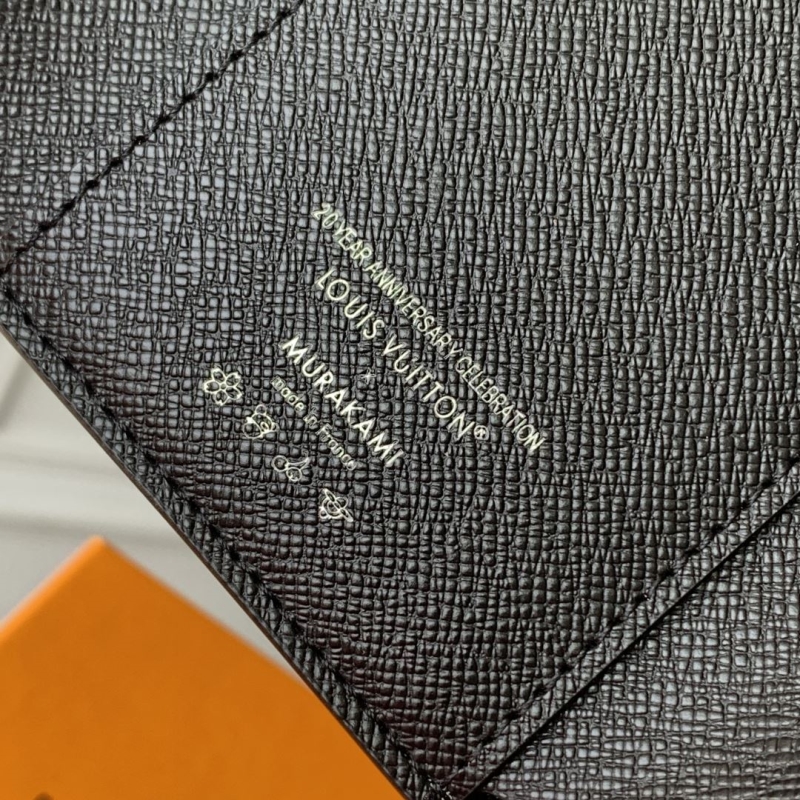 20 YEAR ANNIVERSARY CELEBRATION
LOUIS VUITTON®
x
MURAKAMI
made in France